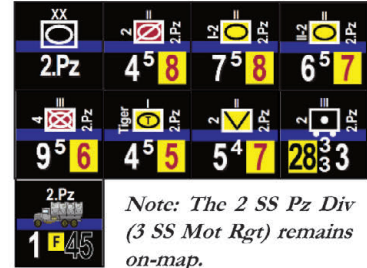 XX
2.Pz
II
2
2.Pz
4 5 8
II
I-2
2.Pz
7 5 8
II
II-2
2.Pz
6 5 7
III
4
2.Pz
9 5 6
I
Tiger
T
2.Pz
4 5 5
II
2
2.Pz
5 4 7
III
2
2.Pz
28 3 3 3
2.Pz
1 F 45
Note: The 2 SS Pz Div
(3 SS Mot Rgt) remains
on-map.